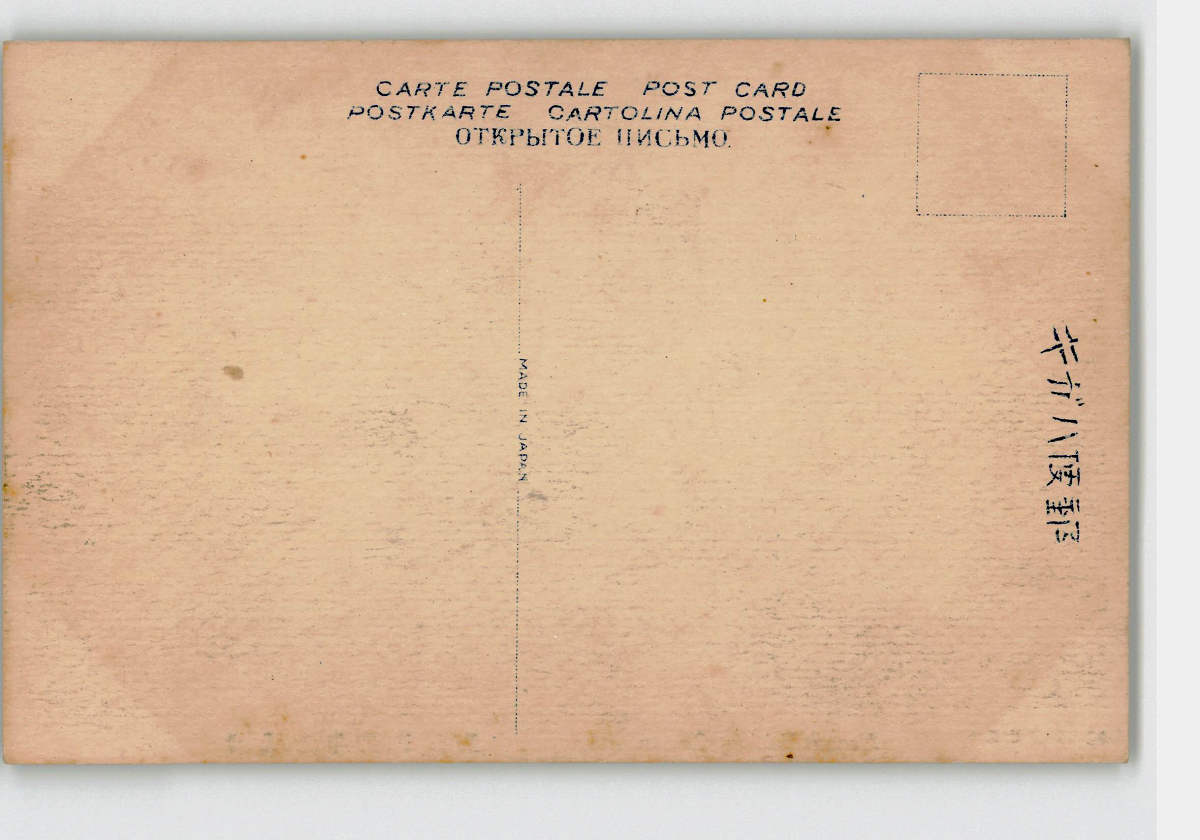 CARTE POSTALE POST CARD
POSTKARTE CARTOLINA POSTALE
ОТКРЫТОЕ ПИСЬМО.
MADE IN JAPAN
郵便ハガキ